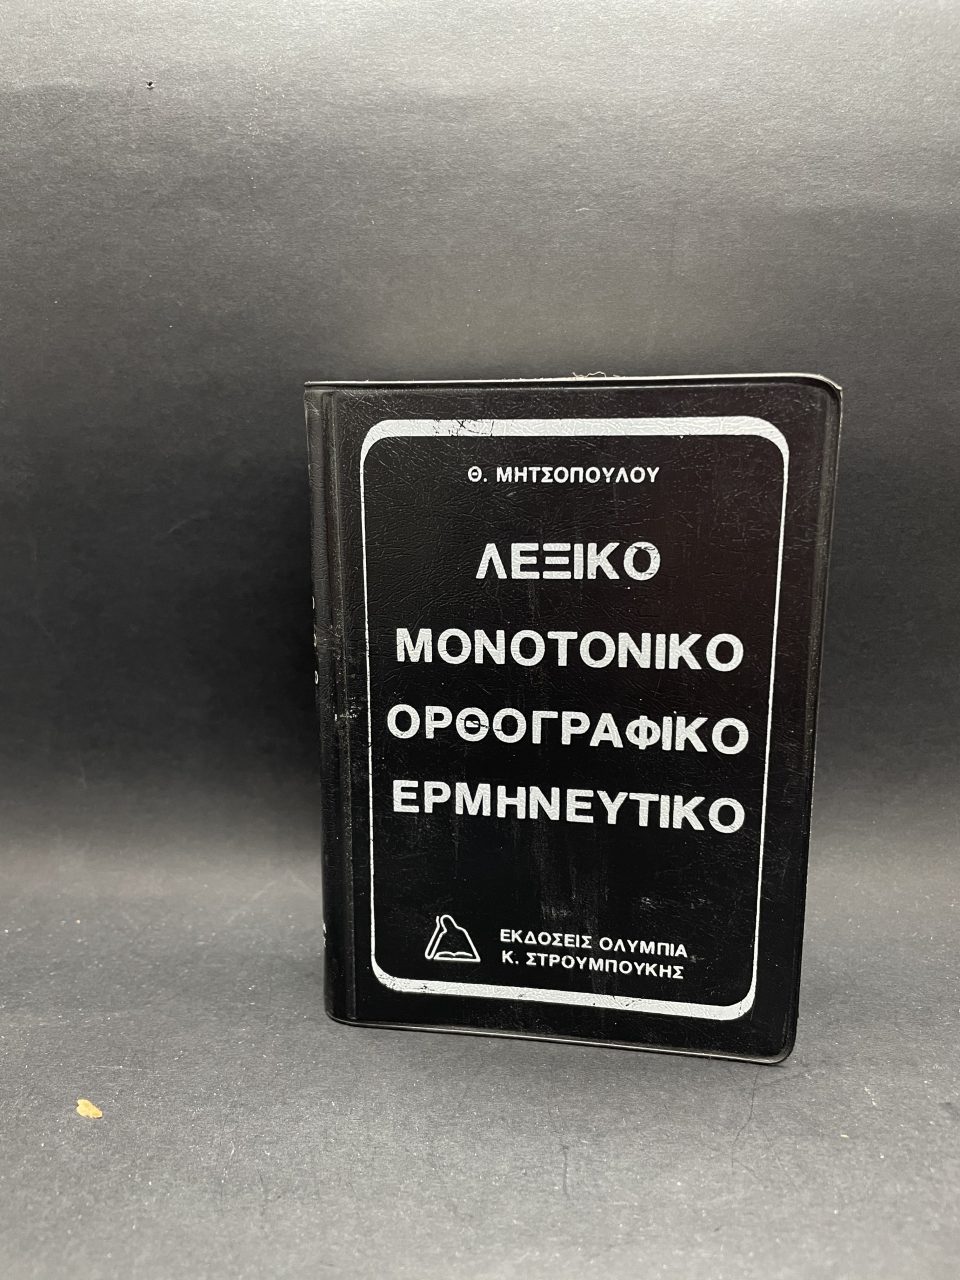 Θ. ΜΗΤΣΟΠΟΥΛΟΥ
ΛΕΞΙΚΟ
ΜΟΝΟΤΟΝΙΚΟ
ΟΡΘΟΓΡΑΦΙΚΟ
ΕΡΜΗΝΕΥΤΙΚΟ
ΕΚΔΟΣΕΙΣ ΟΛΥΜΠΙΑ
Κ. ΣΤΡΟΥΜΠΟΥΚΗΣ